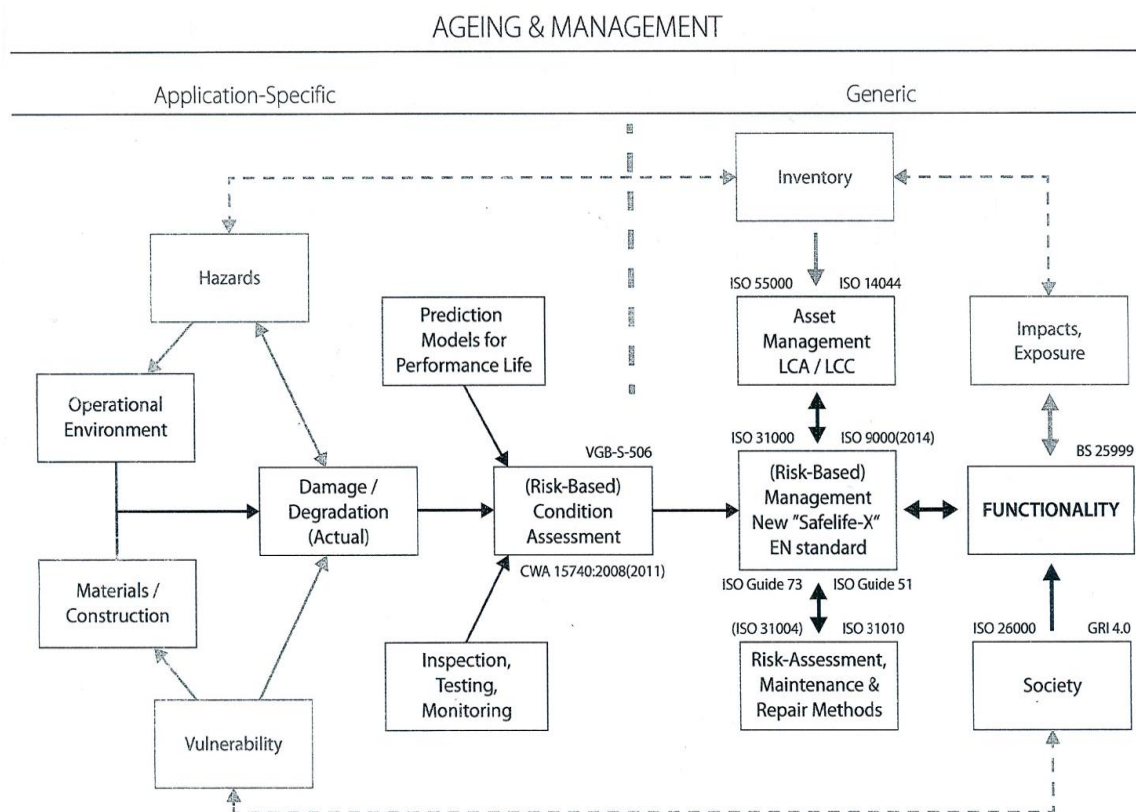 AGEING & MANAGEMENT
Application-Specific
Generic
Inventory
Hazards
ISO 55000
ISO 14044
Prediction
Models for
Performance Life
Asset
Management
LCA / LCC
Impacts,
Exposure
Operational
Environment
VGB-S-506
ISO 31000
ISO 9000(2014)
BS 25999
Damage /
Degradation
(Actual)
(Risk-Based)
Condition
Assessment
(Risk-Based)
Management
New "Safelife-X"
EN standard
FUNCTIONALITY
CWA 15740:2008(2011)
ISO Guide 73
ISO Guide 51
Materials /
Construction
(ISO 31004)
ISO 31010
ISO 26000
GRI 4.0
Inspection,
Testing,
Monitoring
Risk-Assessment,
Maintenance &
Repair Methods
Society
Vulnerability